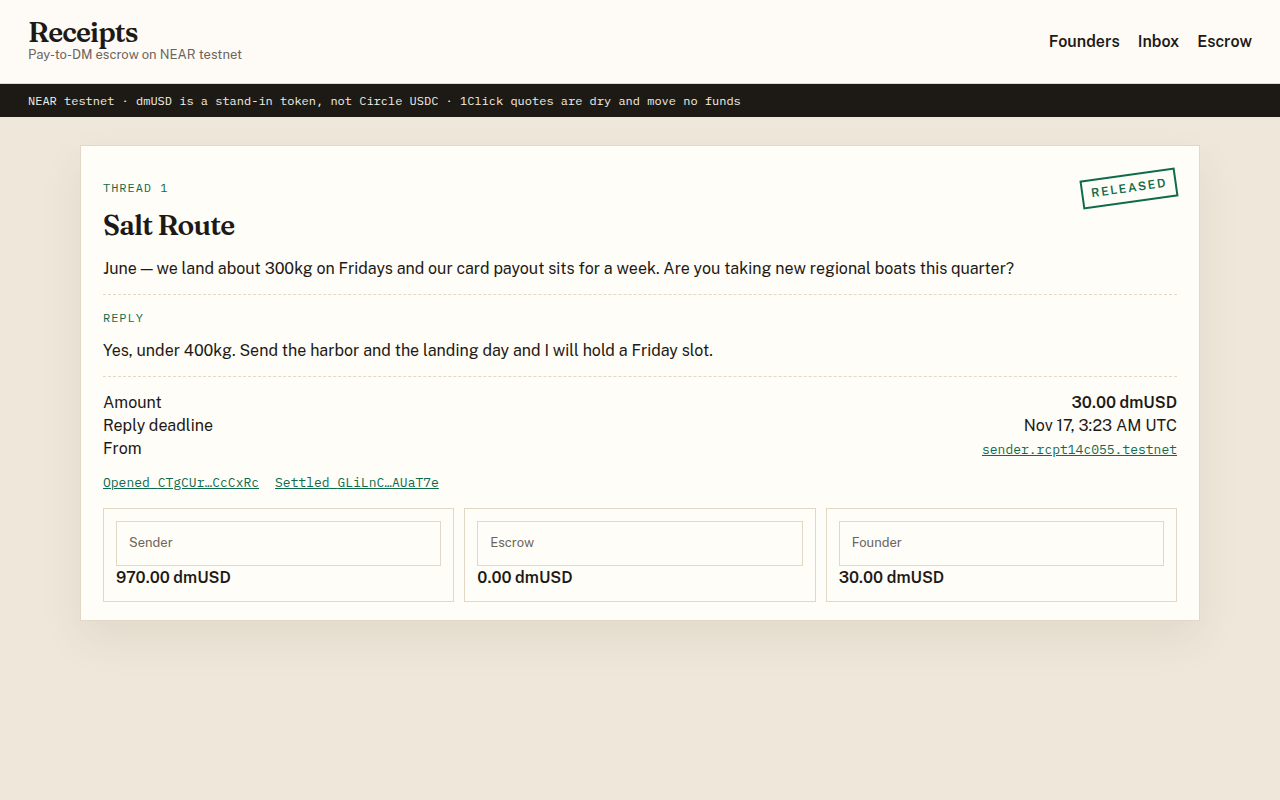 Receipts
Pay-to-DM escrow on NEAR testnet
Founders Inbox Escrow
NEAR testnet · dmUSD is a stand-in token, not Circle USDC · 1Click quotes are dry and move no funds
THREAD 1
RELEASED
Salt Route
June — we land about 300kg on Fridays and our card payout sits for a week. Are you taking new regional boats this quarter?
REPLY
Yes, under 400kg. Send the harbor and the landing day and I will hold a Friday slot.
Amount 30.00 dmUSD
Reply deadline Nov 17, 3:23 AM UTC
From sender.rcpt14c055.testnet
Opened CTgCUr…CcCxRc Settled GLiLnC…AUaT7e
Sender
970.00 dmUSD
Escrow
0.00 dmUSD
Founder
30.00 dmUSD